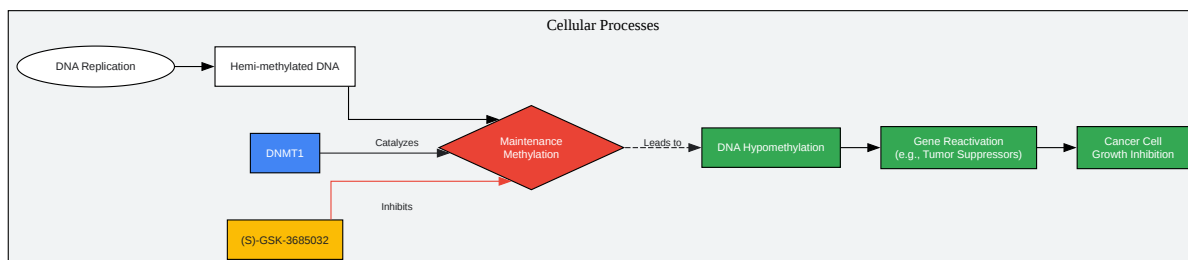 Cellular Processes
DNA Replication
Hemi-methylated DNA
DNMT1
Catalyzes
Maintenance
Methylation
Leads to
DNA Hypomethylation
Gene Reactivation
(e.g., Tumor Suppressors)
Cancer Cell
Growth Inhibition
Inhibits
(S)-GSK-3685032